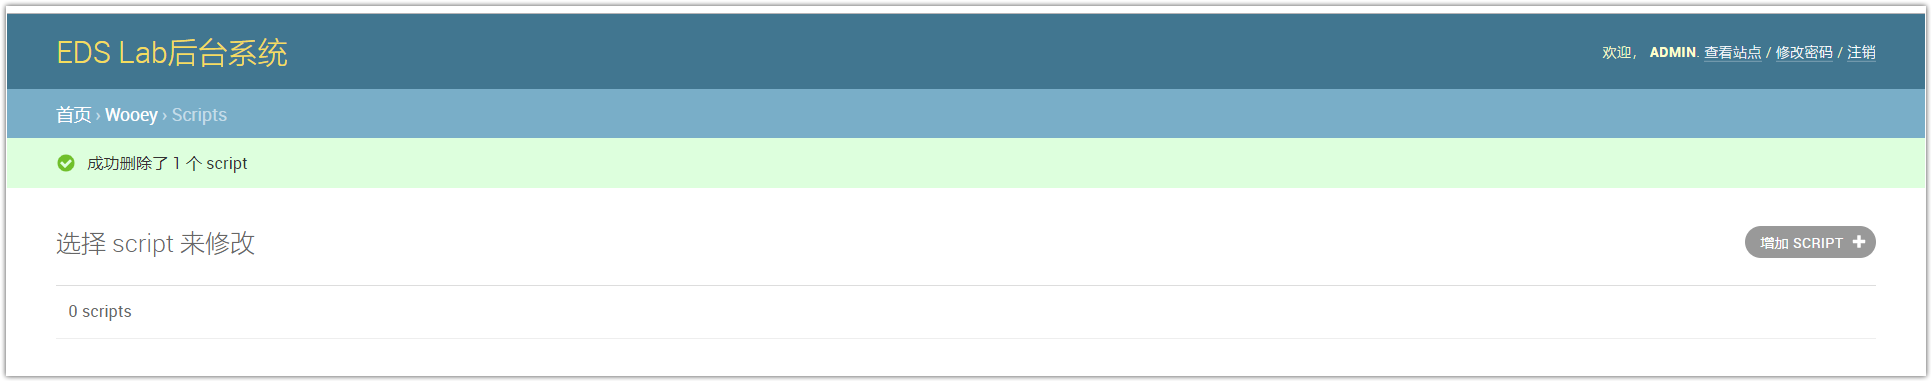 EDS Lab后台系统
欢迎， ADMIN. 查看站点 / 修改密码 / 注销
首页 › Wooey › Scripts
成功删除了 1 个 script
选择 script 来修改
增加 SCRIPT
0 scripts